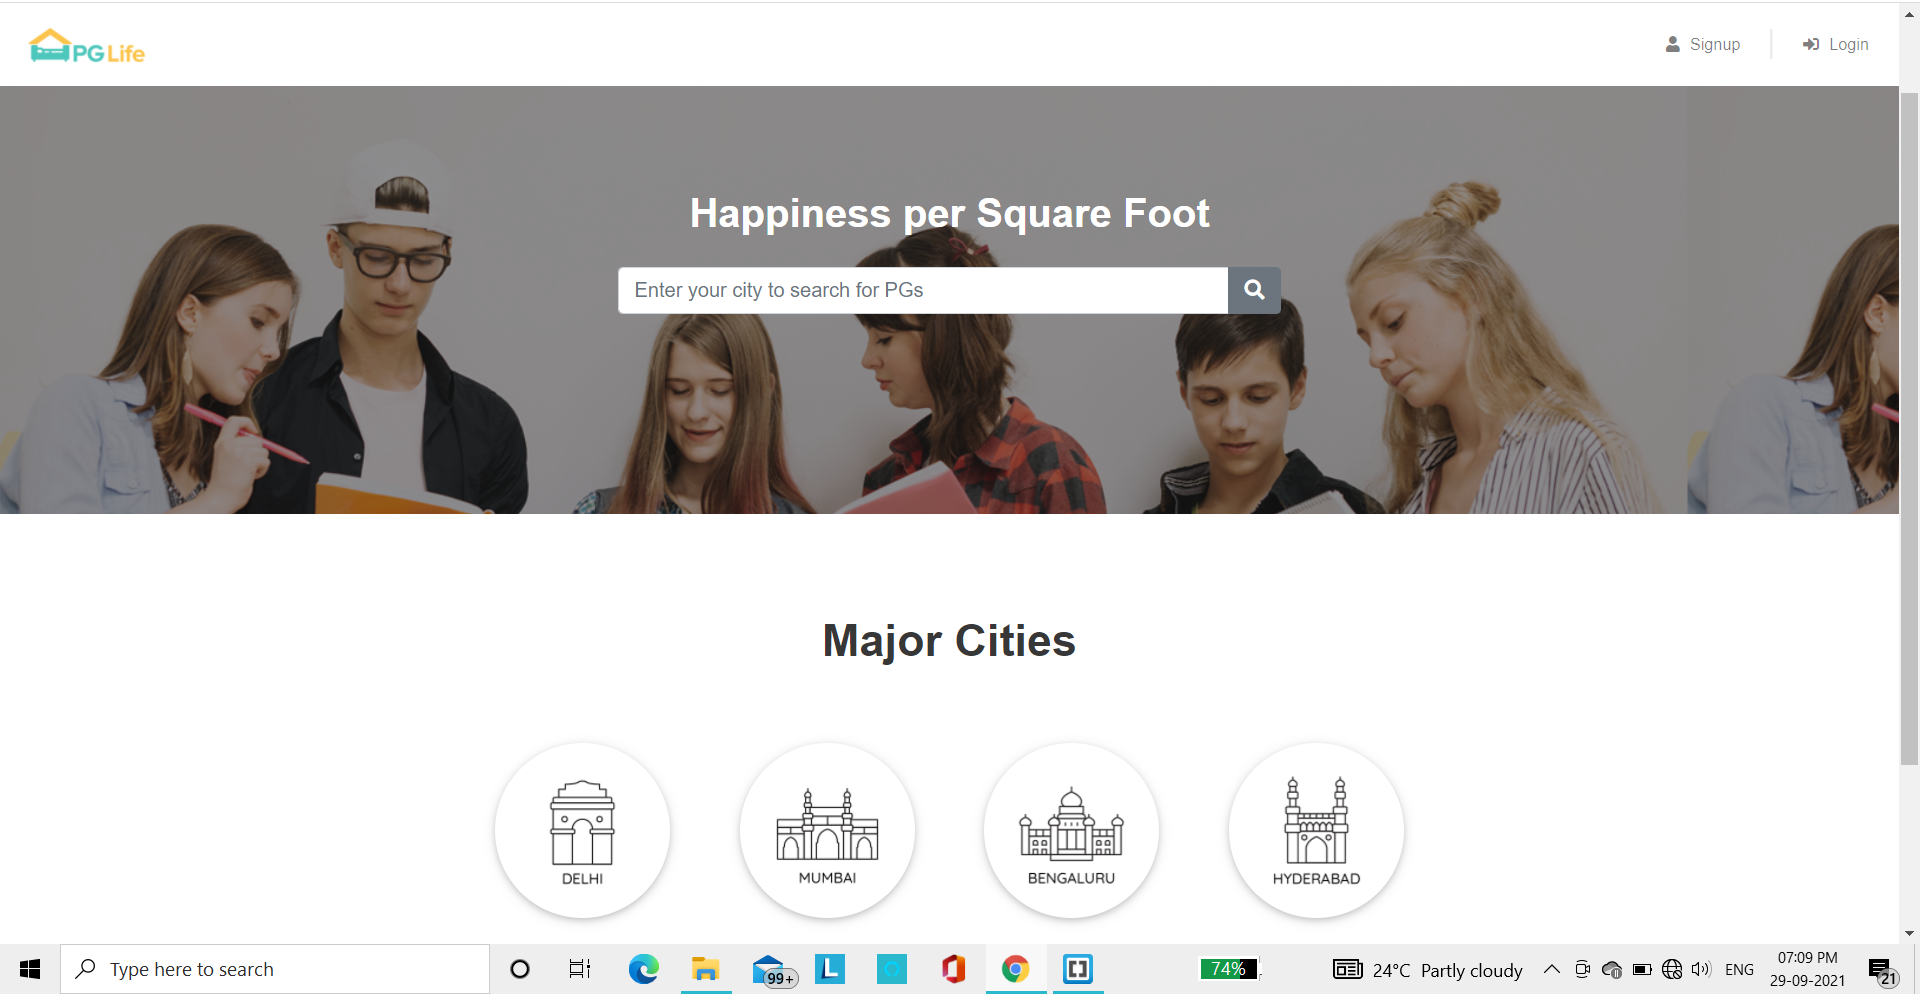 PG Life
Signup
Login
Happiness per Square Foot
Enter your city to search for PGs
Major Cities
DELHI
MUMBAI
BENGALURU
HYDERABAD
Type here to search
99+
L
74%
24°C Partly cloudy
ENG
07:09 PM
29-09-2021
21